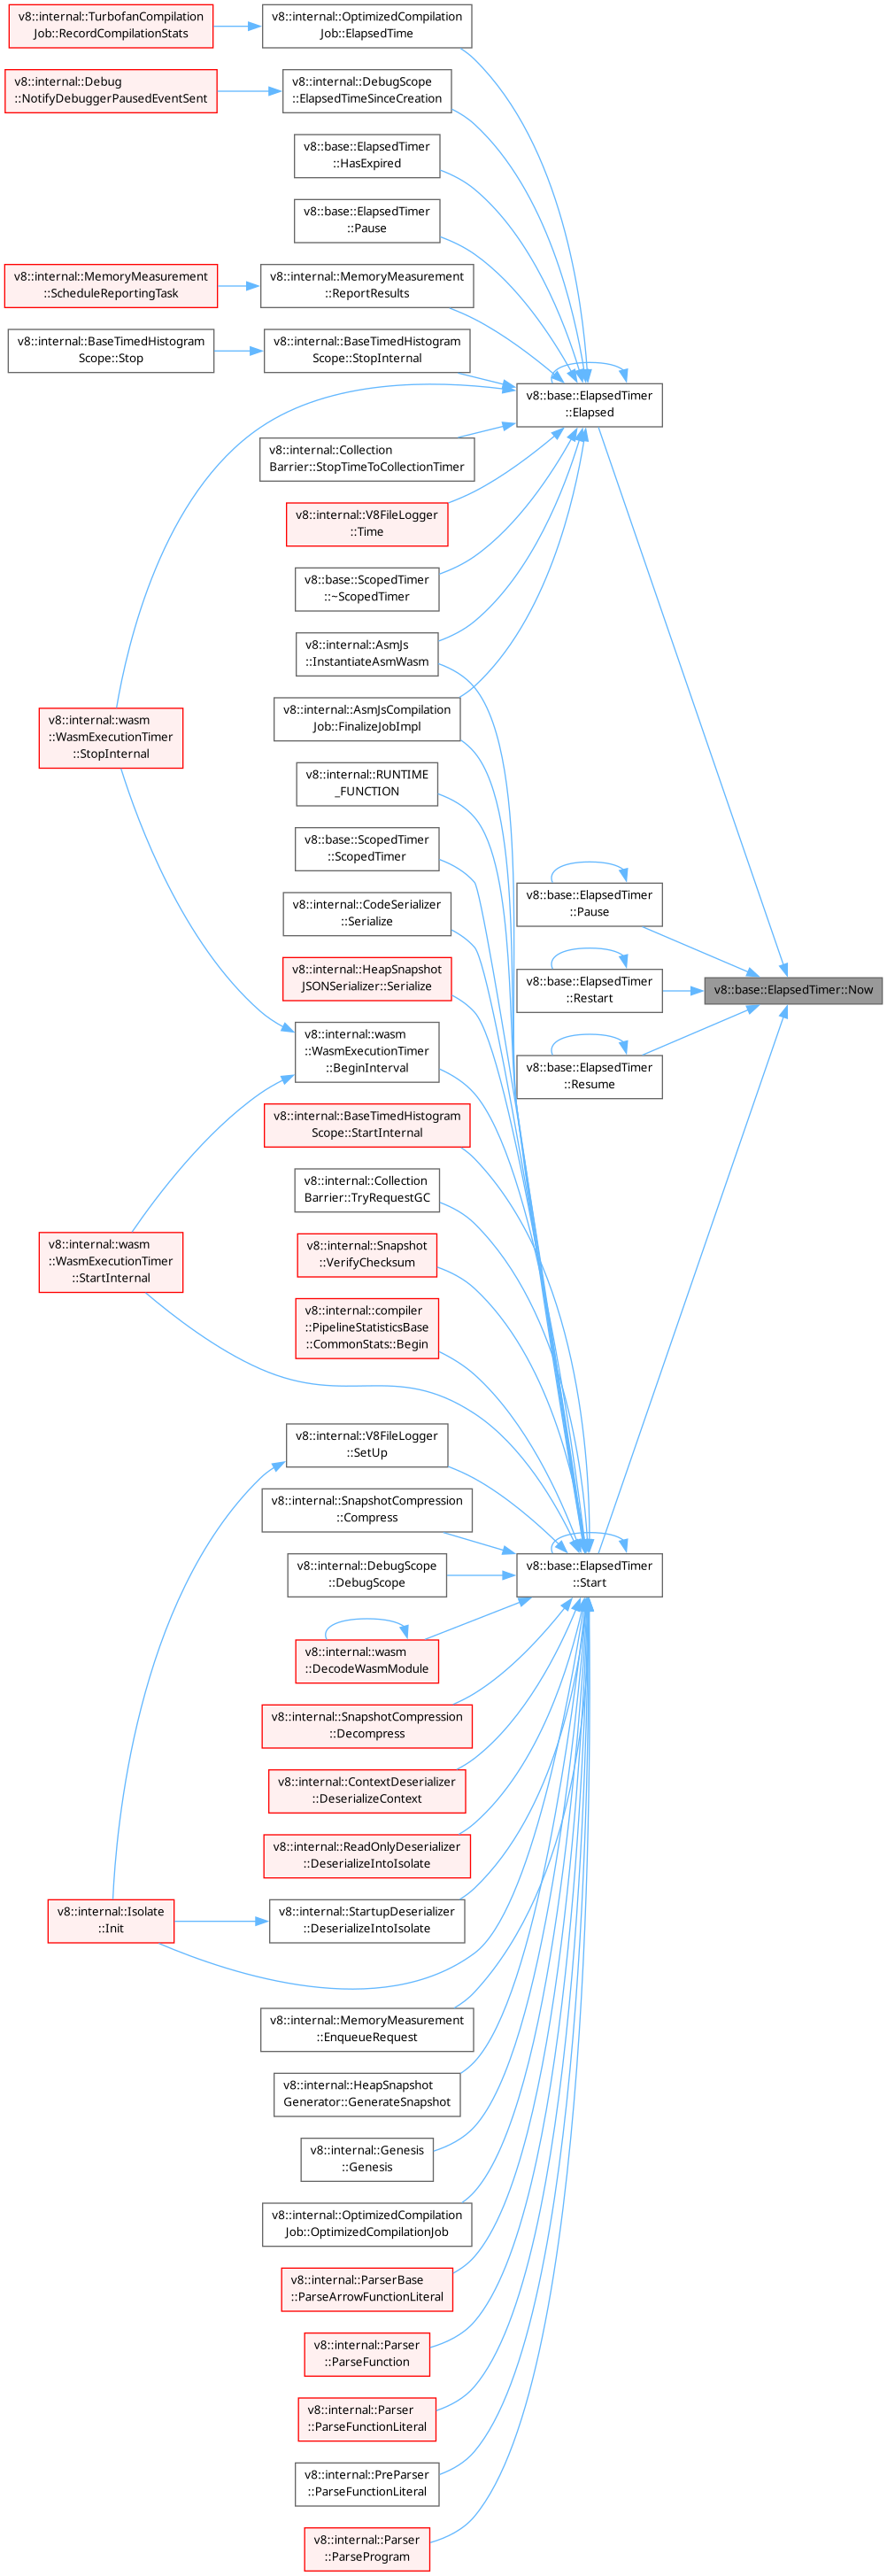 v8::internal::TurbofanCompilation
Job::RecordCompilationStats
v8::internal::OptimizedCompilation
Job::ElapsedTime
v8::internal::Debug
::NotifyDebuggerPausedEventSent
v8::internal::DebugScope
::ElapsedTimeSinceCreation
v8::base::ElapsedTimer
::HasExpired
v8::base::ElapsedTimer
::Pause
v8::internal::MemoryMeasurement
::ScheduleReportingTask
v8::internal::MemoryMeasurement
::ReportResults
v8::internal::BaseTimedHistogram
Scope::Stop
v8::internal::BaseTimedHistogram
Scope::StopInternal
v8::base::ElapsedTimer
::Elapsed
v8::internal::Collection
Barrier::StopTimeToCollectionTimer
v8::internal::V8FileLogger
::Time
v8::base::ScopedTimer
::~ScopedTimer
v8::internal::AsmJs
::InstantiateAsmWasm
v8::internal::AsmJsCompilation
Job::FinalizeJobImpl
v8::internal::wasm
::WasmExecutionTimer
::StopInternal
v8::internal::RUNTIME
_FUNCTION
v8::base::ScopedTimer
::ScopedTimer
v8::internal::CodeSerializer
::Serialize
v8::base::ElapsedTimer
::Pause
v8::internal::HeapSnapshot
JSONSerializer::Serialize
v8::base::ElapsedTimer
::Restart
v8::base::ElapsedTimer::Now
v8::internal::wasm
::WasmExecutionTimer
::BeginInterval
v8::base::ElapsedTimer
::Resume
v8::internal::BaseTimedHistogram
Scope::StartInternal
v8::internal::Collection
Barrier::TryRequestGC
v8::internal::wasm
::WasmExecutionTimer
::StartInternal
v8::internal::Snapshot
::VerifyChecksum
v8::internal::compiler
::PipelineStatisticsBase
::CommonStats::Begin
v8::internal::V8FileLogger
::SetUp
v8::internal::SnapshotCompression
::Compress
v8::internal::DebugScope
::DebugScope
v8::base::ElapsedTimer
::Start
v8::internal::wasm
::DecodeWasmModule
v8::internal::SnapshotCompression
::Decompress
v8::internal::ContextDeserializer
::DeserializeContext
v8::internal::ReadOnlyDeserializer
::DeserializeIntoIsolate
v8::internal::Isolate
::Init
v8::internal::StartupDeserializer
::DeserializeIntoIsolate
v8::internal::MemoryMeasurement
::EnqueueRequest
v8::internal::HeapSnapshot
Generator::GenerateSnapshot
v8::internal::Genesis
::Genesis
v8::internal::OptimizedCompilation
Job::OptimizedCompilationJob
v8::internal::ParserBase
::ParseArrowFunctionLiteral
v8::internal::Parser
::ParseFunction
v8::internal::Parser
::ParseFunctionLiteral
v8::internal::PreParser
::ParseFunctionLiteral
v8::internal::Parser
::ParseProgram